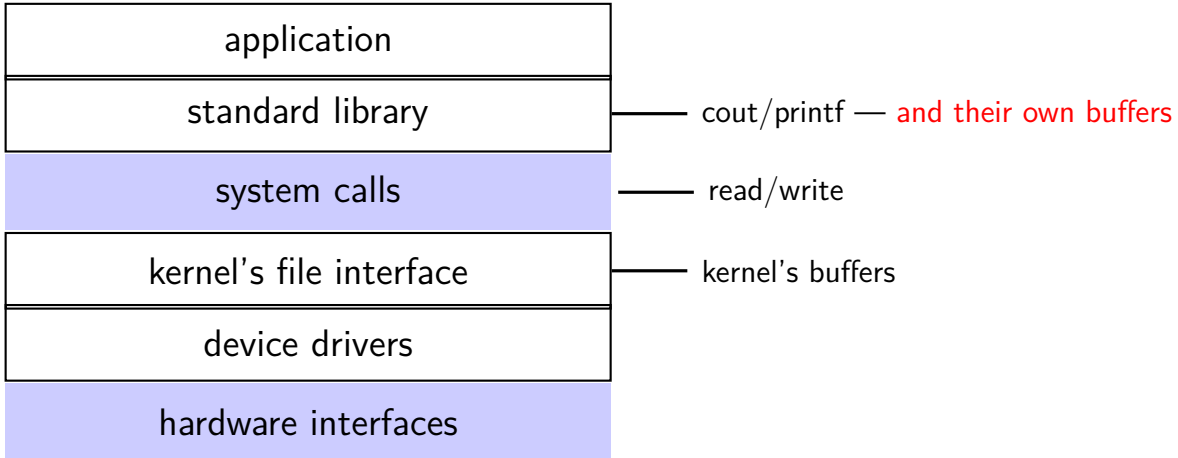 application
standard library
cout/printf — and their own buffers
system calls
read/write
kernel's file interface
kernel's buffers
device drivers
hardware interfaces